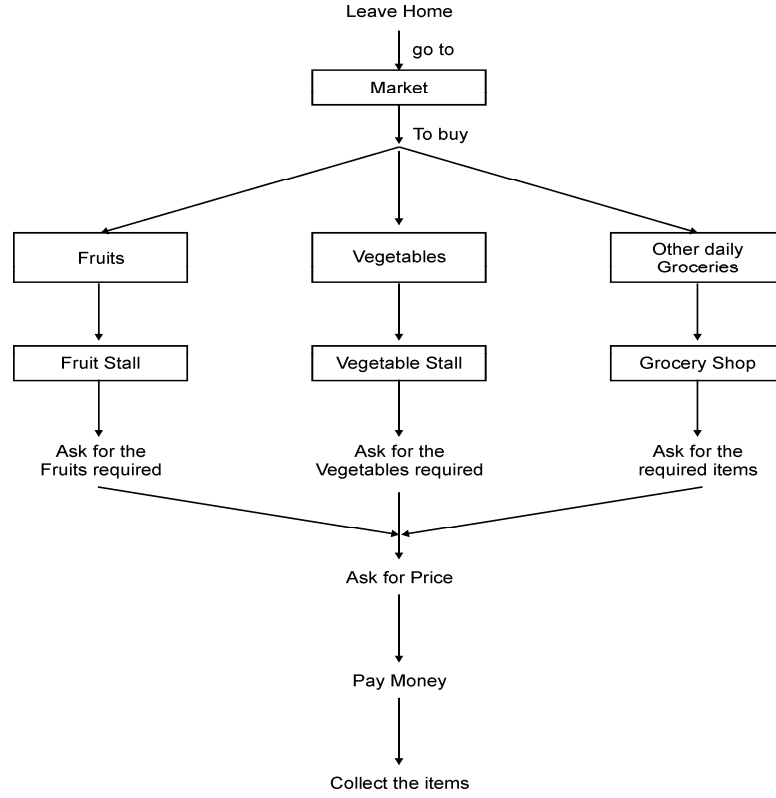 Leave Home
go to
Market
To buy
Fruits
Vegetables
Other daily
Groceries
Fruit Stall
Vegetable Stall
Grocery Shop
Ask for the
Fruits required
Ask for the
Vegetables required
Ask for the
required items
Ask for Price
Pay Money
Collect the items